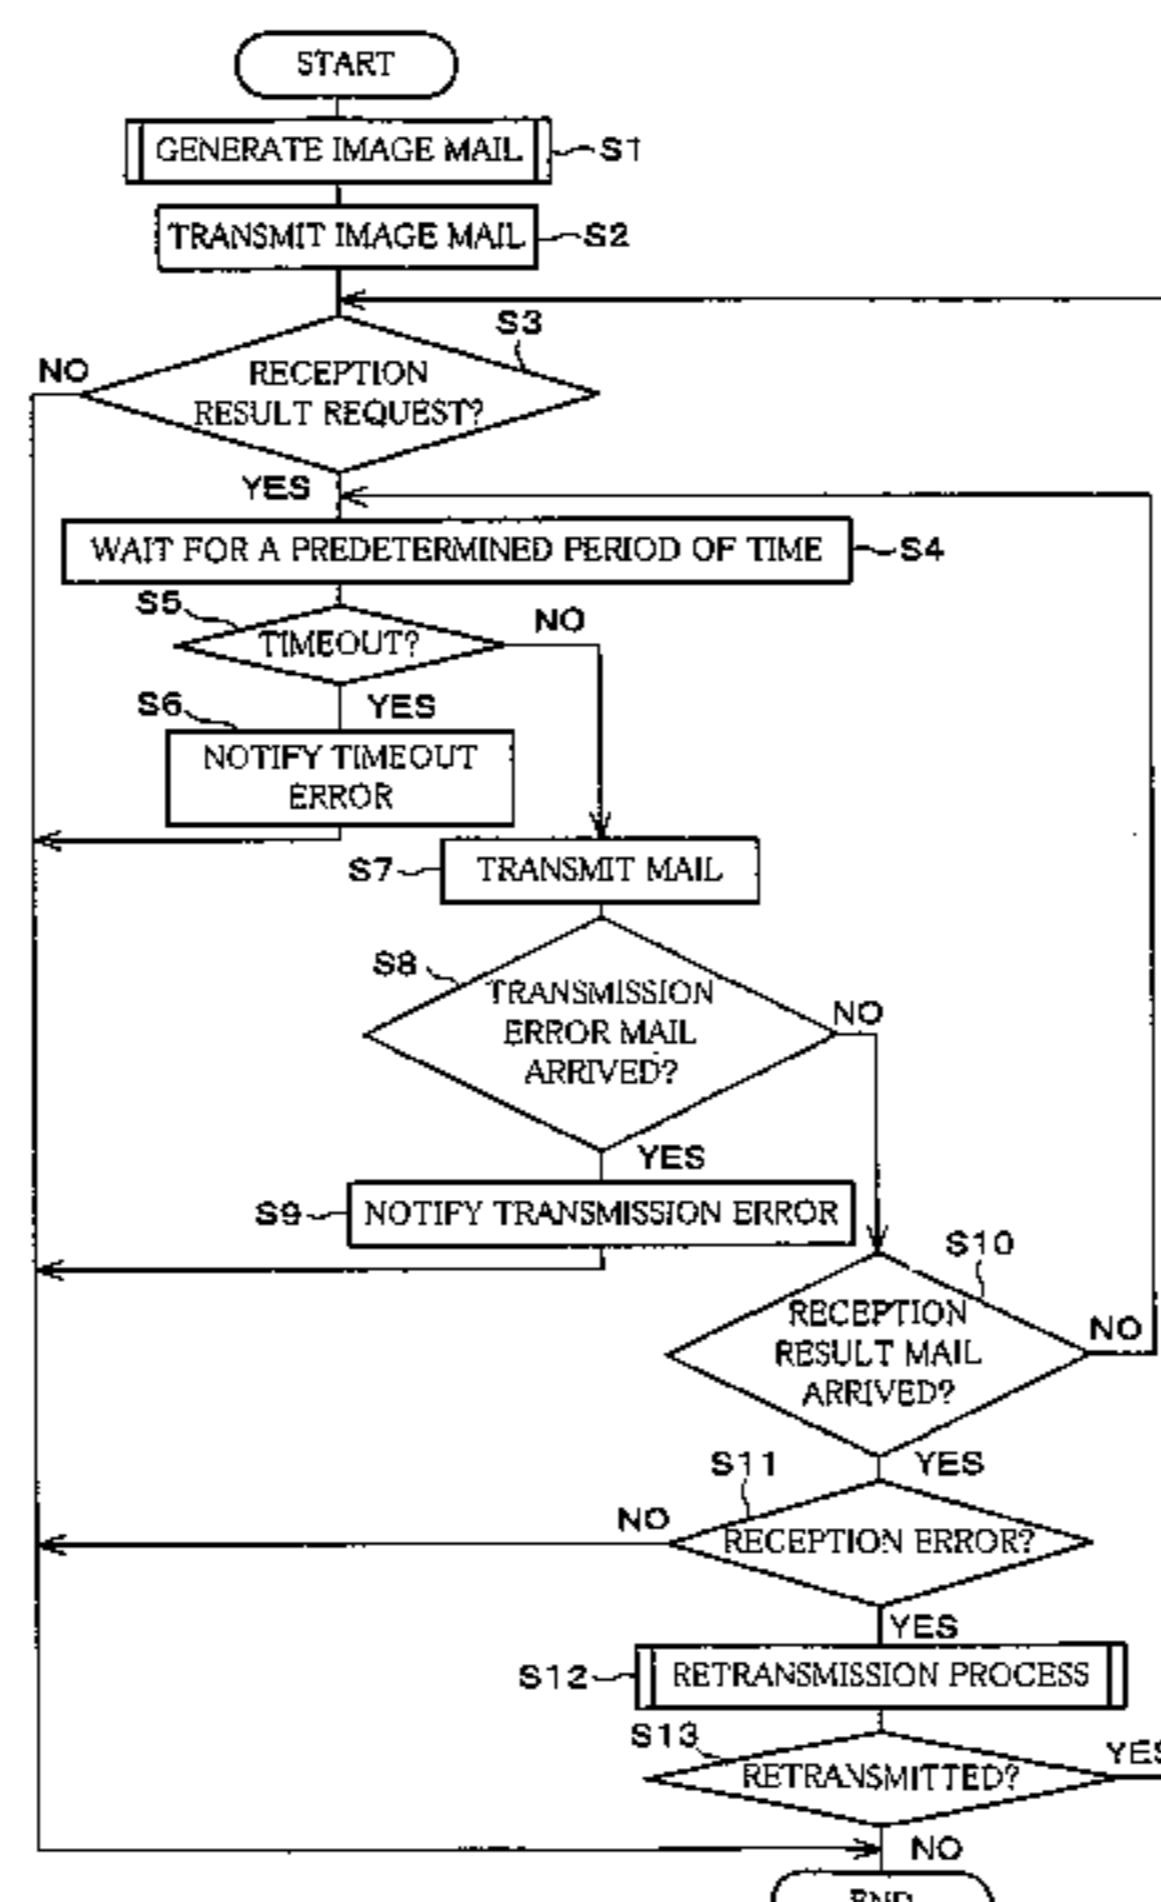 START
GENERATE IMAGE MAIL
S1
TRANSMIT IMAGE MAIL
S2
S3
NO
RECEPTION
RESULT REQUEST?
YES
WAIT FOR A PREDETERMINED PERIOD OF TIME
S4
S5
TIMEOUT?
NO
S6
YES
NOTIFY TIMEOUT
ERROR
S7
TRANSMIT MAIL
S8
TRANSMISSION
ERROR MAIL
ARRIVED?
NO
YES
S9
NOTIFY TRANSMISSION ERROR
S10
RECEPTION
RESULT MAIL
ARRIVED?
NO
S11
YES
NO
RECEPTION ERROR?
YES
S12
RETRANSMISSION PROCESS
S13
RETRANSMITTED?
YES
NO
END